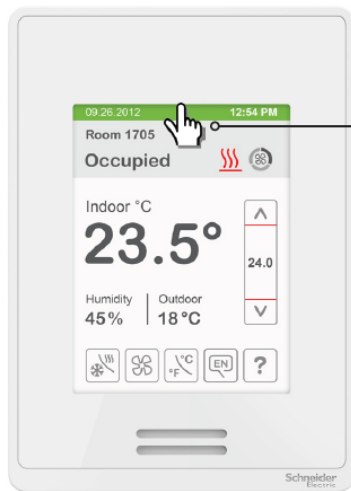 09.26.2012 12:54 PM
Room 1705
Occupied
Indoor °C
23.5°
24.0
Humidity Outdoor
45% 18°C
°C
°F
EN
?
Schneider
Electric